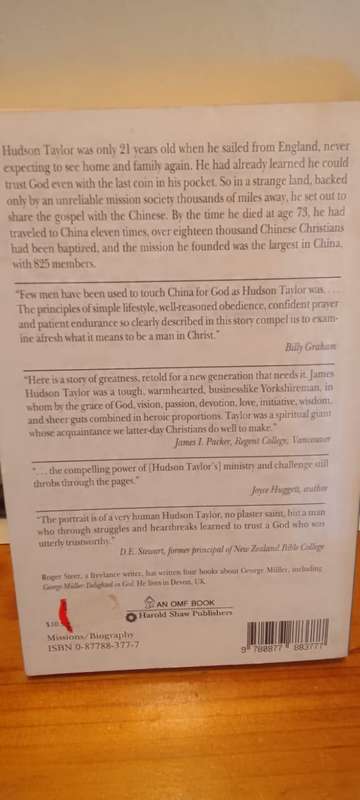 Hudson Taylor was only 21 years old when he sailed from England, never
expecting to see home and family again. He had already learned he could
trust God even with the last coin in his pocket. So in a strange land, backed
only by an unreliable mission society thousands of miles away, he set out to
share the gospel with the Chinese. By the time he died at age 73, he had
traveled to China eleven times, over eighteen thousand Chinese Christians
had been baptized, and the mission he founded was the largest in China,
with 825 members.
"Few men have been used to touch China for God as Hudson Taylor was. . . .
The principles of simple lifestyle, well-reasoned obedience, confident prayer
and patient endurance so clearly described in this story compel us to exam-
ine afresh what it means to be a man in Christ."
Billy Graham
"Here is a story of greatness, retold for a new generation that needs it. James
Hudson Taylor was a tough, warmhearted, businesslike Yorkshireman, in
whom by the grace of God, vision, passion, devotion, love, initiative, wisdom,
and sheer guts combined in heroic proportions. Taylor was a spiritual giant
whose acquaintance we latter-day Christians do well to make."
James I. Packer, Regent College, Vancouver
". . . the compelling power of [Hudson Taylor's] ministry and challenge still
throbs through the pages."
Joyce Huggett, author
"The portrait is of a very human Hudson Taylor, no plaster saint, but a man
who through struggles and heartbreaks learned to trust a God who was
utterly trustworthy."
D.E. Stewart, former principal of New Zealand Bible College
Roger Steer, a freelance writer, has written four books about George Müller, including
George Müller: Delighted in God. He lives in Devon, UK.
AN OMF BOOK
Harold Shaw Publishers
Missions/Biography
ISBN 0-87788-377-7
9 780877 883777